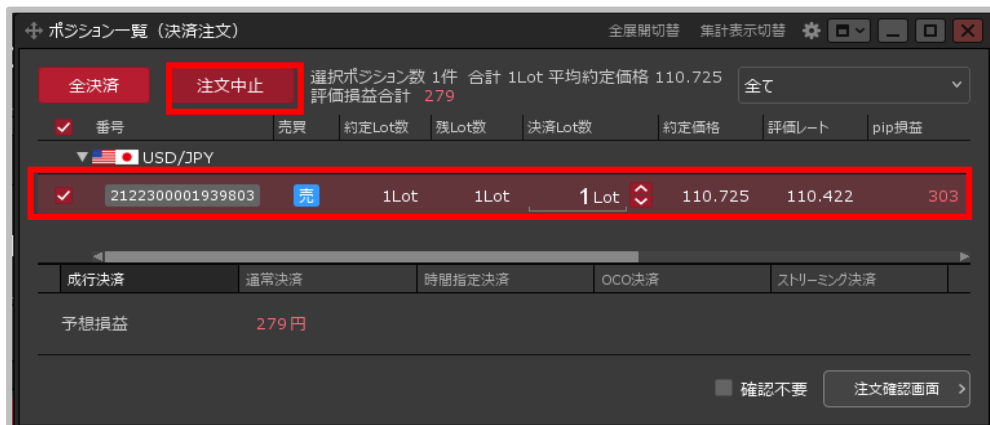 ポジション一覧（決済注文） 全展開切替 集計表示切替
全決済 注文中止 選択ポジション数 1件 合計 1Lot 平均約定価格 110.725 全て
評価損益合計 279
番号 売買 約定Lot数 残Lot数 決済Lot数 約定価格 評価レート pip損益
▼ USD/JPY
2122300001939803 売 1Lot 1Lot 1 Lot 110.725 110.422 303
成行決済 通常決済 時間指定決済 OCO決済 ストリーミング決済
予想損益 279円
確認不要 注文確認画面 >